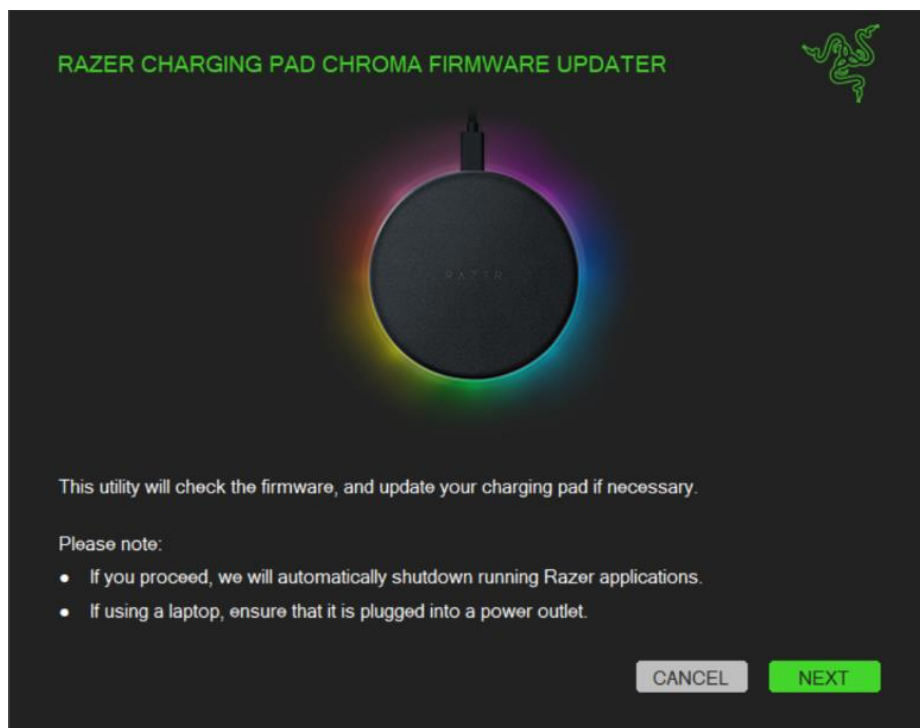 RAZER CHARGING PAD CHROMA FIRMWARE UPDATER
RAZER
This utility will check the firmware, and update your charging pad if necessary.
Please note:
● If you proceed, we will automatically shutdown running Razer applications.
● If using a laptop, ensure that it is plugged into a power outlet.
CANCEL NEXT